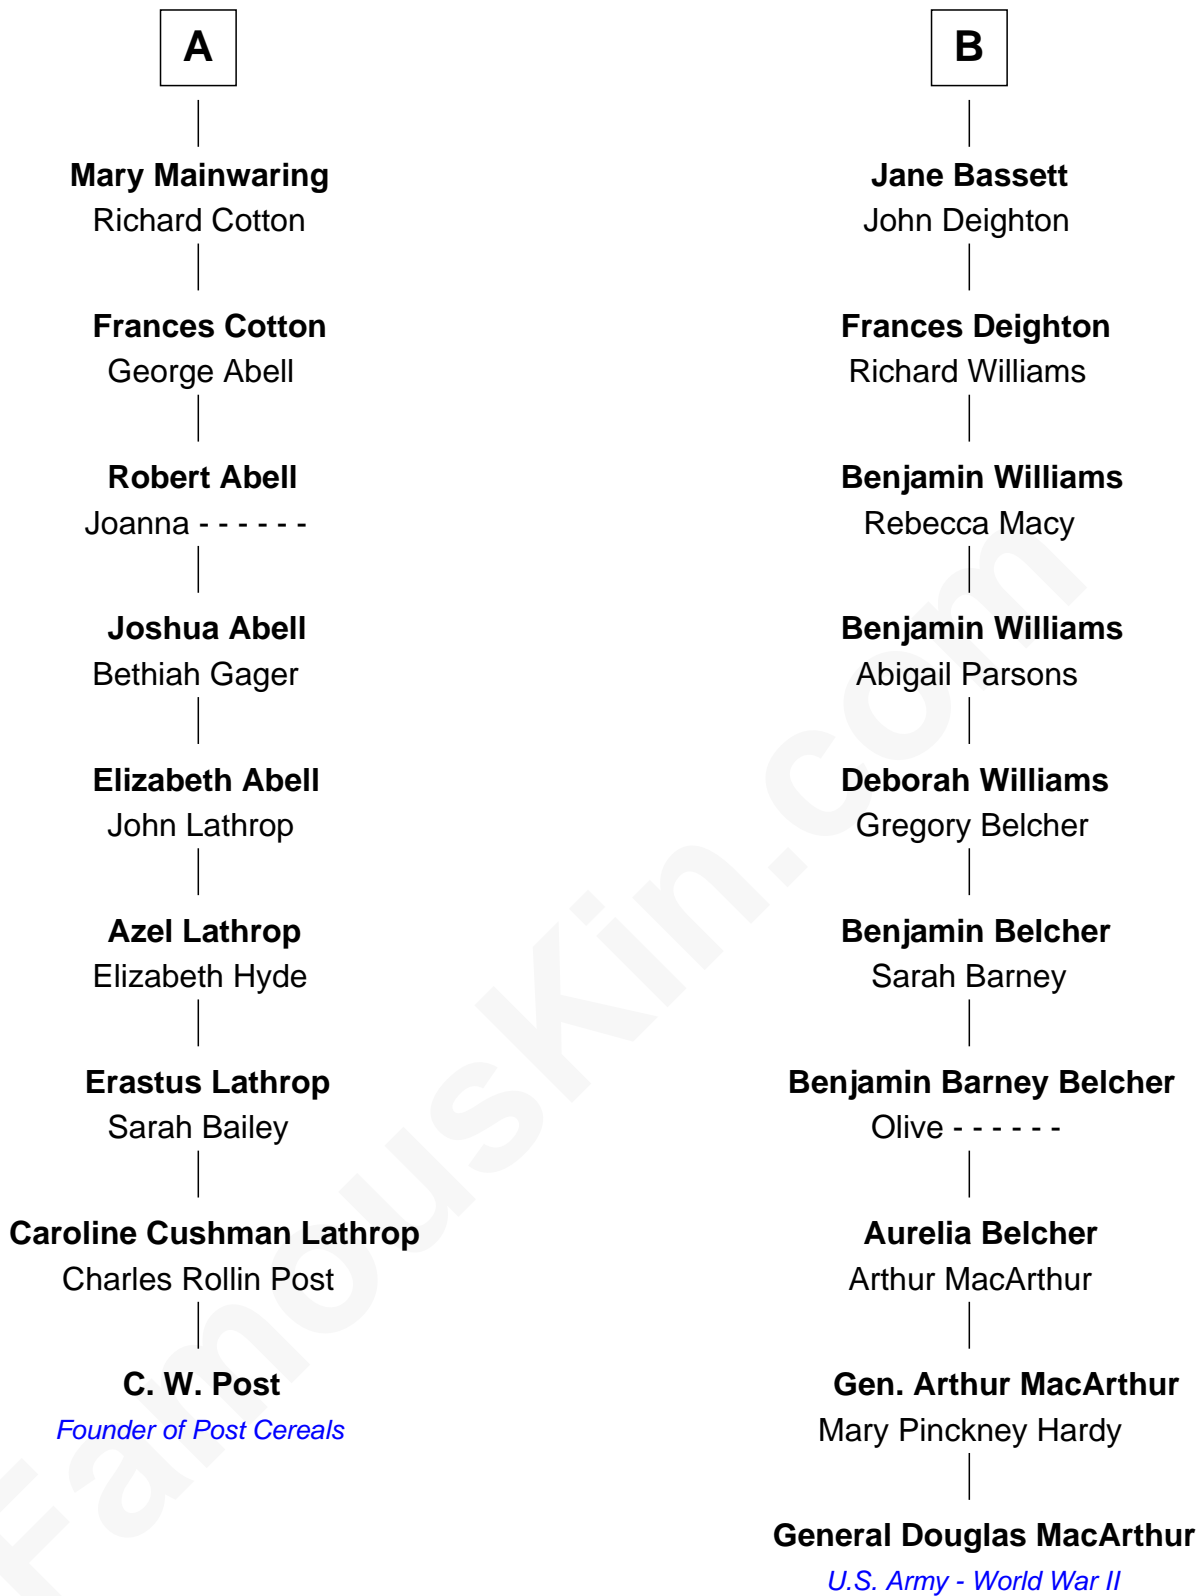 A
Mary Mainwaring
Richard Cotton
Frances Cotton
George Abell
Robert Abell
Joanna - - - - - -
Joshua Abell
Bethiah Gager
Elizabeth Abell
John Lathrop
Azel Lathrop
Elizabeth Hyde
Erastus Lathrop
Sarah Bailey
Caroline Cushman Lathrop
Charles Rollin Post
C. W. Post
Founder of Post Cereals
B
Jane Bassett
John Deighton
Frances Deighton
Richard Williams
Benjamin Williams
Rebecca Macy
Benjamin Williams
Abigail Parsons
Deborah Williams
Gregory Belcher
Benjamin Belcher
Sarah Barney
Benjamin Barney Belcher
Olive - - - - - -
Aurelia Belcher
Arthur MacArthur
Gen. Arthur MacArthur
Mary Pinckney Hardy
General Douglas MacArthur
U.S. Army - World War II
FamousKin.com